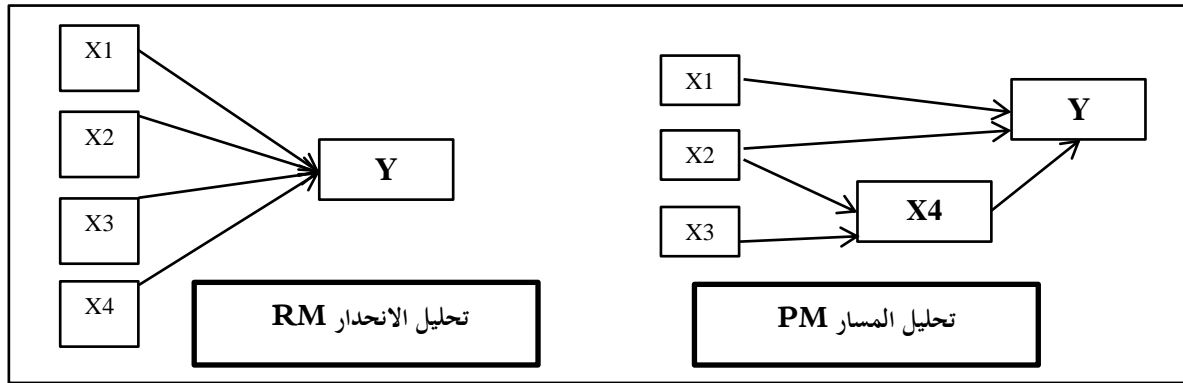 X1
X2
X3
X4
Y
تحليل الانحدار RM
X1
X2
X3
X4
Y
تحليل المسار PM